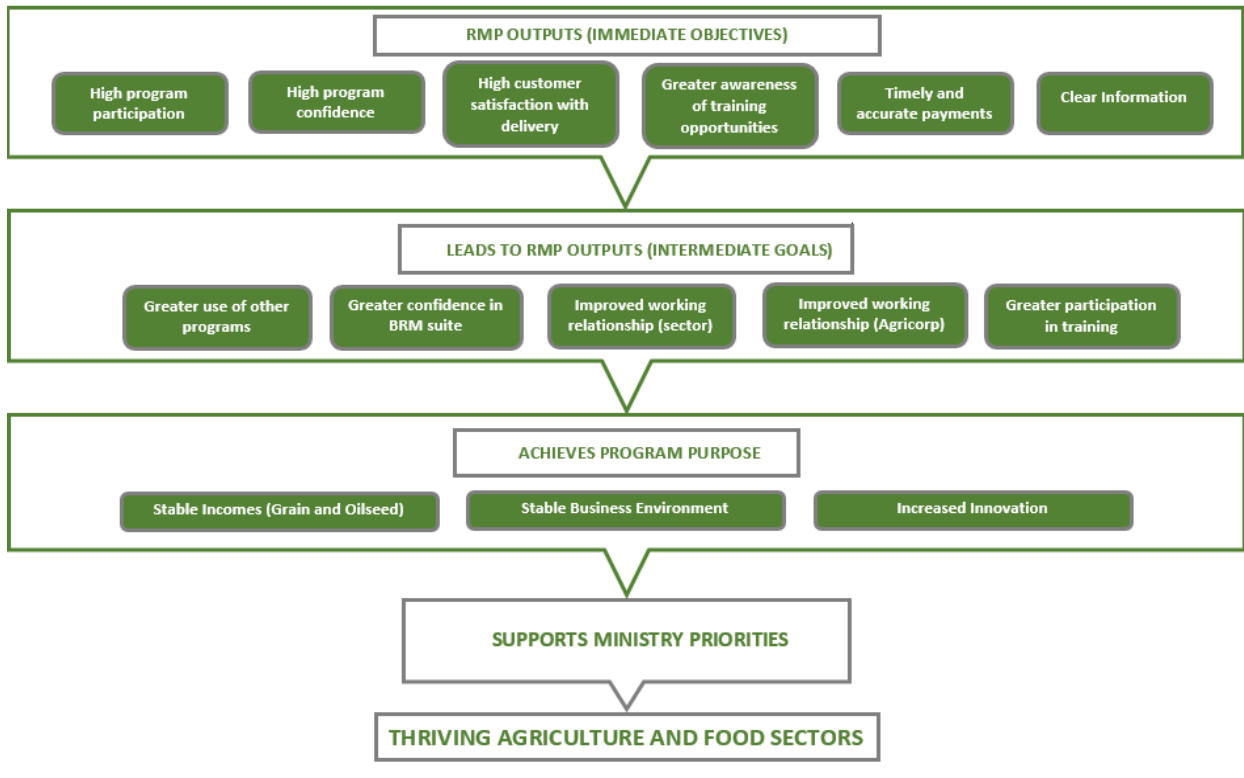 RMP OUTPUTS (IMMEDIATE OBJECTIVES)
High program
participation
High program
confidence
High customer
satisfaction with
delivery
Greater awareness
of training
opportunities
Timely and
accurate payments
Clear Information
LEADS TO RMP OUTPUTS (INTERMEDIATE GOALS)
Greater use of other
programs
Greater confidence in
BRM suite
Improved working
relationship (sector)
Improved working
relationship (Agricorp)
Greater participation
in training
ACHIEVES PROGRAM PURPOSE
Stable Incomes (Grain and Oilseed)
Stable Business Environment
Increased Innovation
SUPPORTS MINISTRY PRIORITIES
THRIVING AGRICULTURE AND FOOD SECTORS